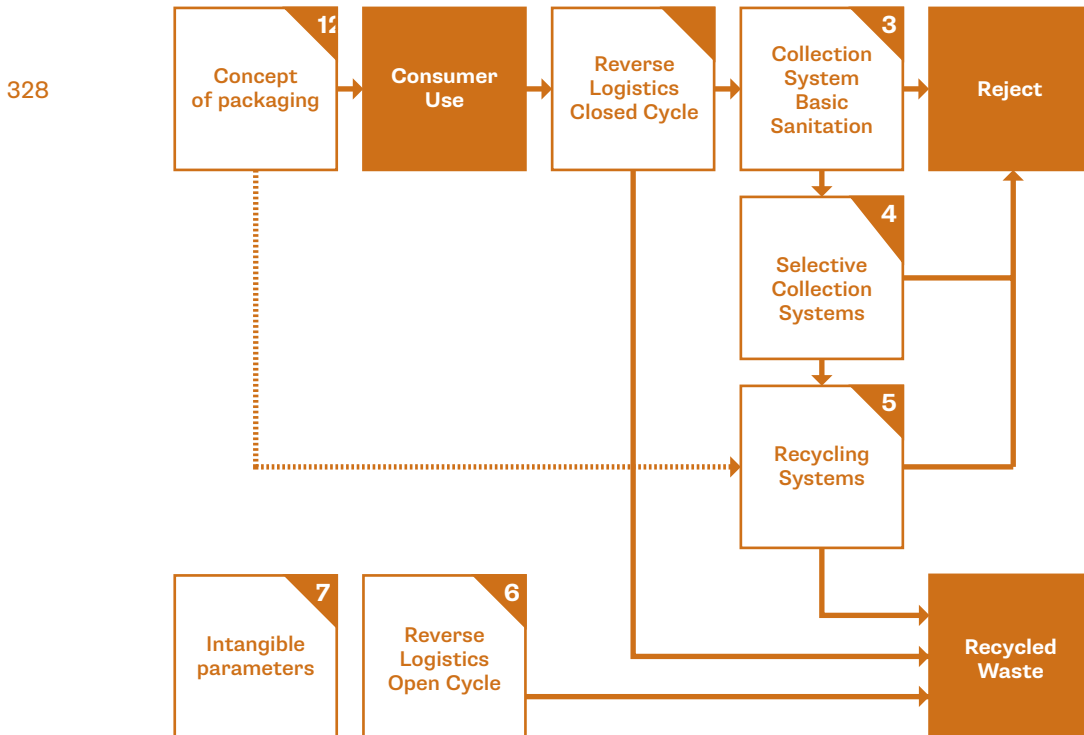 328
12
Concept
of packaging
Consumer
Use
Reverse
Logistics
Closed Cycle
3
Collection
System
Basic
Sanitation
Reject
4
Selective
Collection
Systems
5
Recycling
Systems
7
Intangible
parameters
6
Reverse
Logistics
Open Cycle
Recycled
Waste